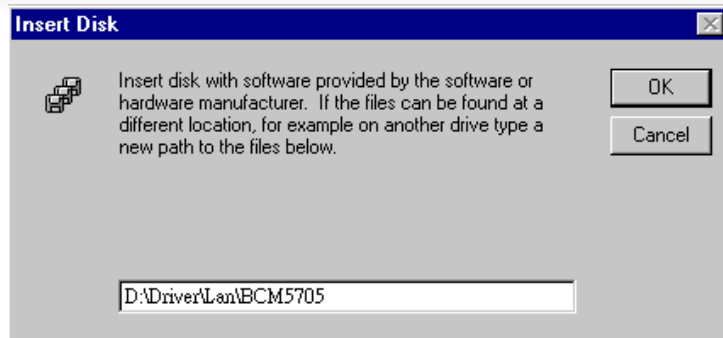 Insert Disk
Insert disk with software provided by the software or
hardware manufacturer. If the files can be found at a
different location, for example on another drive type a
new path to the files below.
OK
Cancel
D:\Driver\Lan\BCM5705